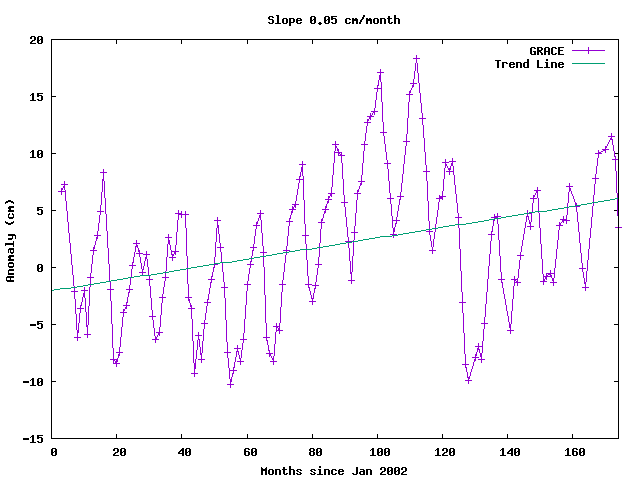 Slope 0.05 cm/month
GRACE
Trend Line
20
15
10
5
0
-5
-10
-15
Anomaly (cm)
0 20 40 60 80 100 120 140 160
Months since Jan 2002